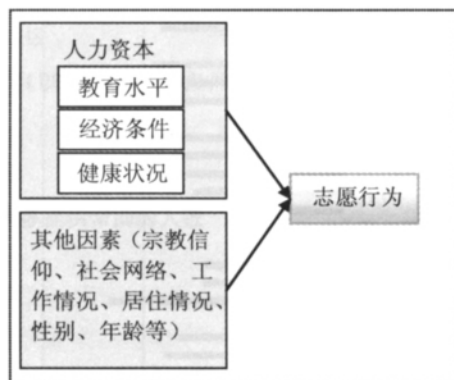 人力资本
教育水平
经济条件
健康状况
志愿行为
其他因素（宗教信
仰、社会网络、工
作情况、居住情况、
性别、年龄等）